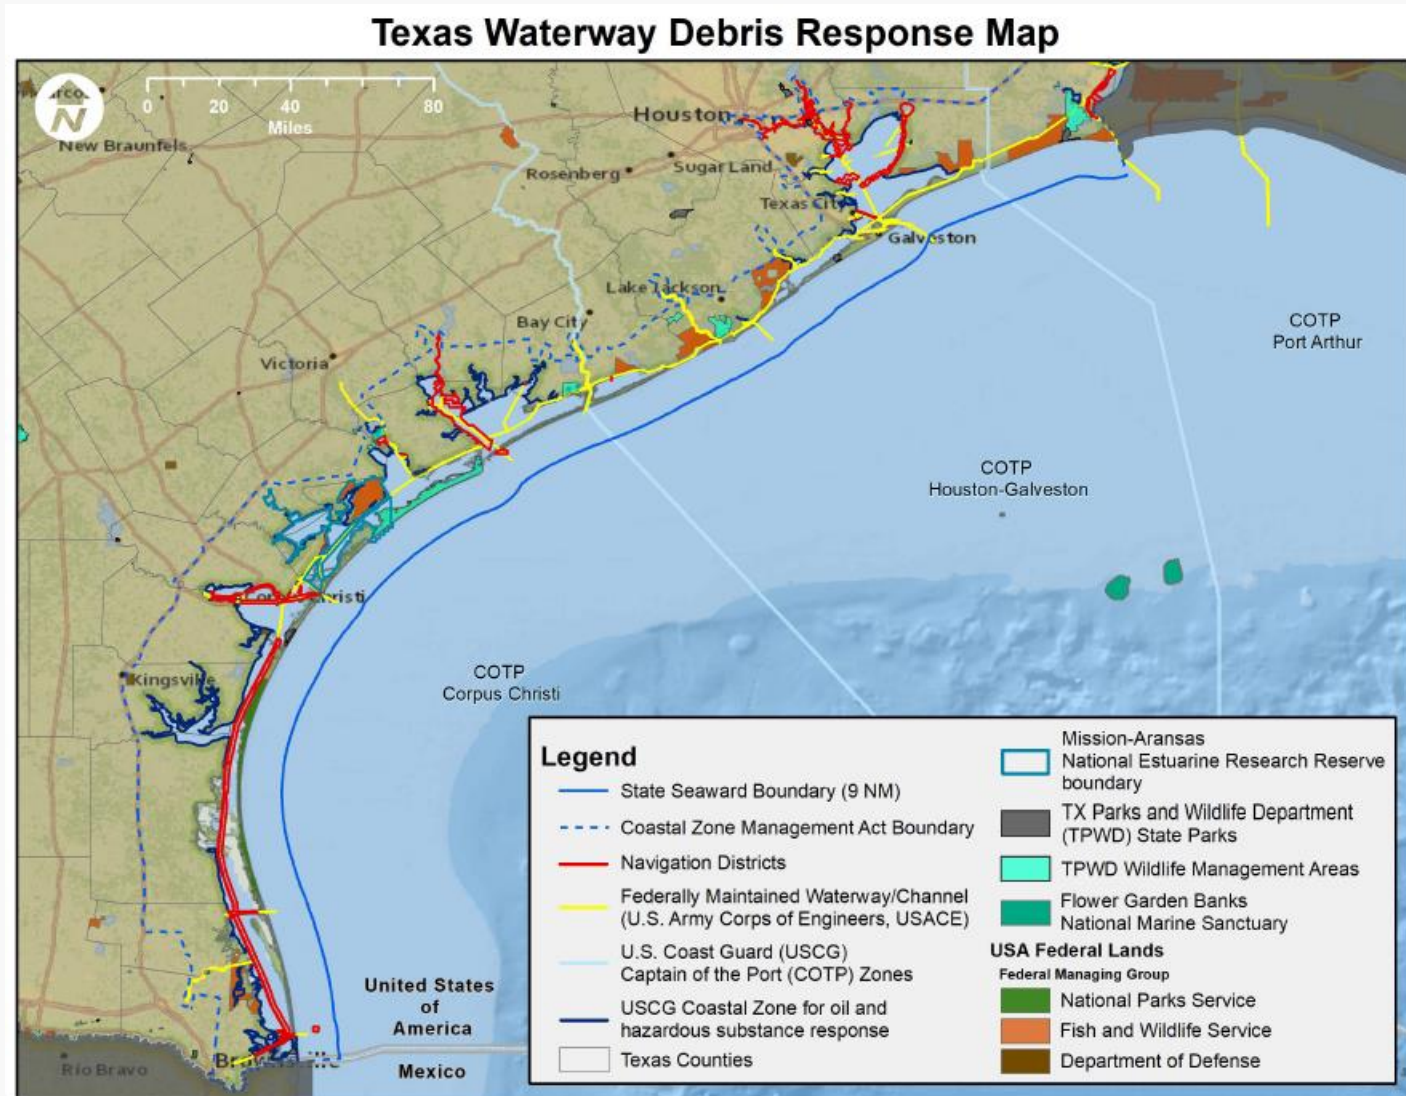 Texas Waterway Debris Response Map
N
0 20 40 80
Miles
New Braunfels
Houston
Rosenberg
Sugar Land
Texas City
Galveston
Lake Jackson
Bay City
Victoria
COTP
Port Arthur
COTP
Houston-Galveston
Corpus Christi
Kingsville
COTP
Corpus Christi
United States
of
America
Mexico
Brownsville
Rio Bravo
Legend
State Seaward Boundary (9 NM)
Coastal Zone Management Act Boundary
Navigation Districts
Federally Maintained Waterway/Channel
(U.S. Army Corps of Engineers, USACE)
U.S. Coast Guard (USCG)
Captain of the Port (COTP) Zones
USCG Coastal Zone for oil and
hazardous substance response
Texas Counties
Mission-Aransas
National Estuarine Research Reserve
boundary
TX Parks and Wildlife Department
(TPWD) State Parks
TPWD Wildlife Management Areas
Flower Garden Banks
National Marine Sanctuary
USA Federal Lands
Federal Managing Group
National Parks Service
Fish and Wildlife Service
Department of Defense